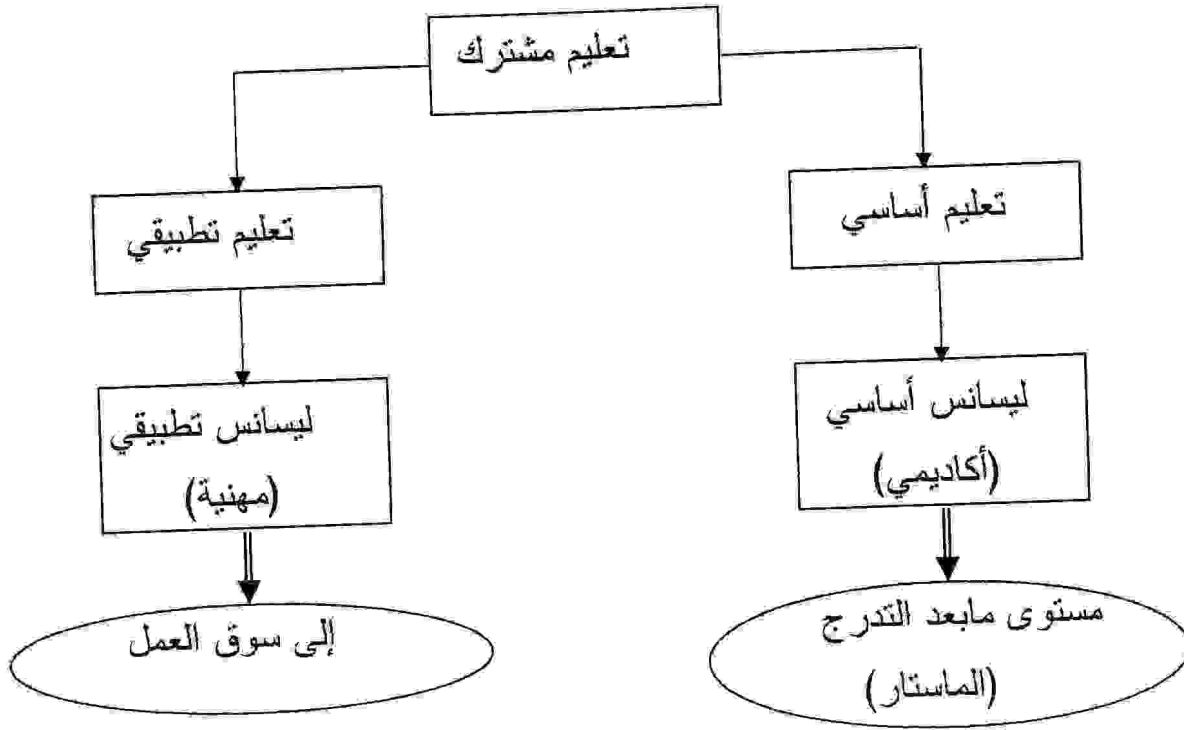 تعليم مشترك
تعليم أساسي
تعليم تطبيقي
ليسانس أساسي
(أكاديمي)
ليسانس تطبيقي
(مهنية)
مستوى مابعد التدرج
(الماستار)
إلى سوق العمل